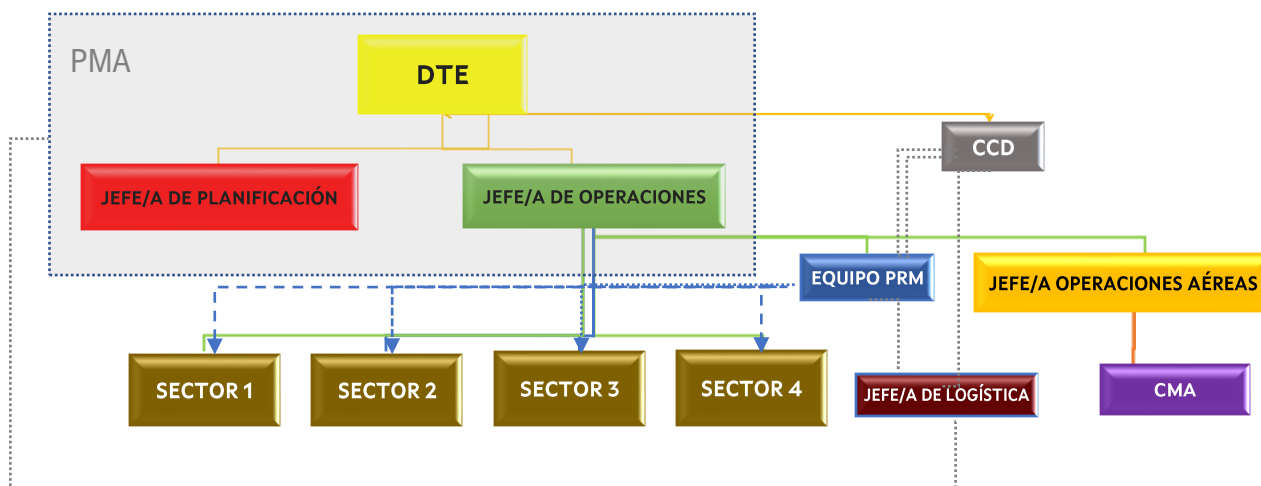 PMA
DTE
CCD
JEFE/A DE PLANIFICACIÓN
JEFE/A DE OPERACIONES
EQUIPO PRM
JEFE/A OPERACIONES AÉREAS
SECTOR 1
SECTOR 2
SECTOR 3
SECTOR 4
JEFE/A DE LOGÍSTICA
CMA